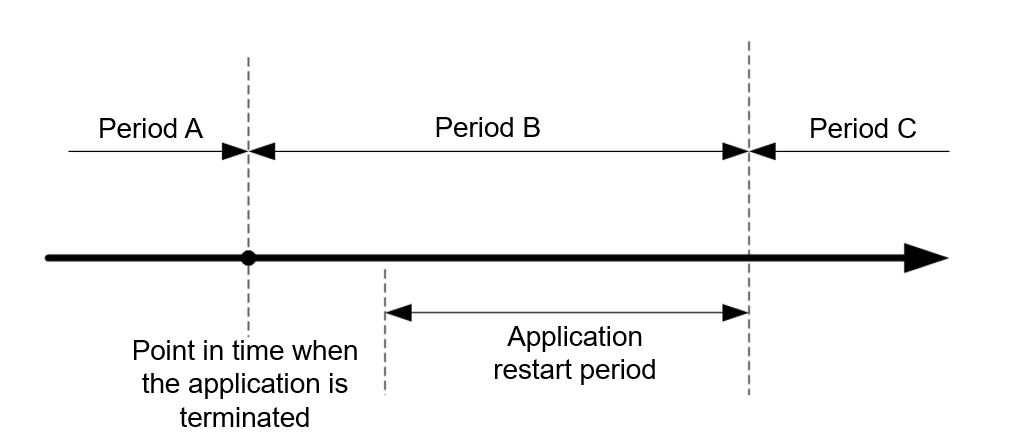 Period A
Period B
Period C
Point in time when
the application is
terminated
Application
restart period